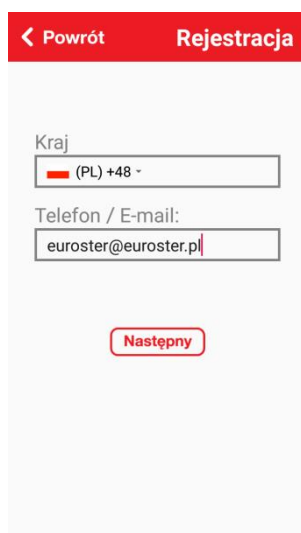 Powrót Rejestracja
Kraj
(PL) +48
Telefon / E-mail:
euroster@euroster.pl
Następny